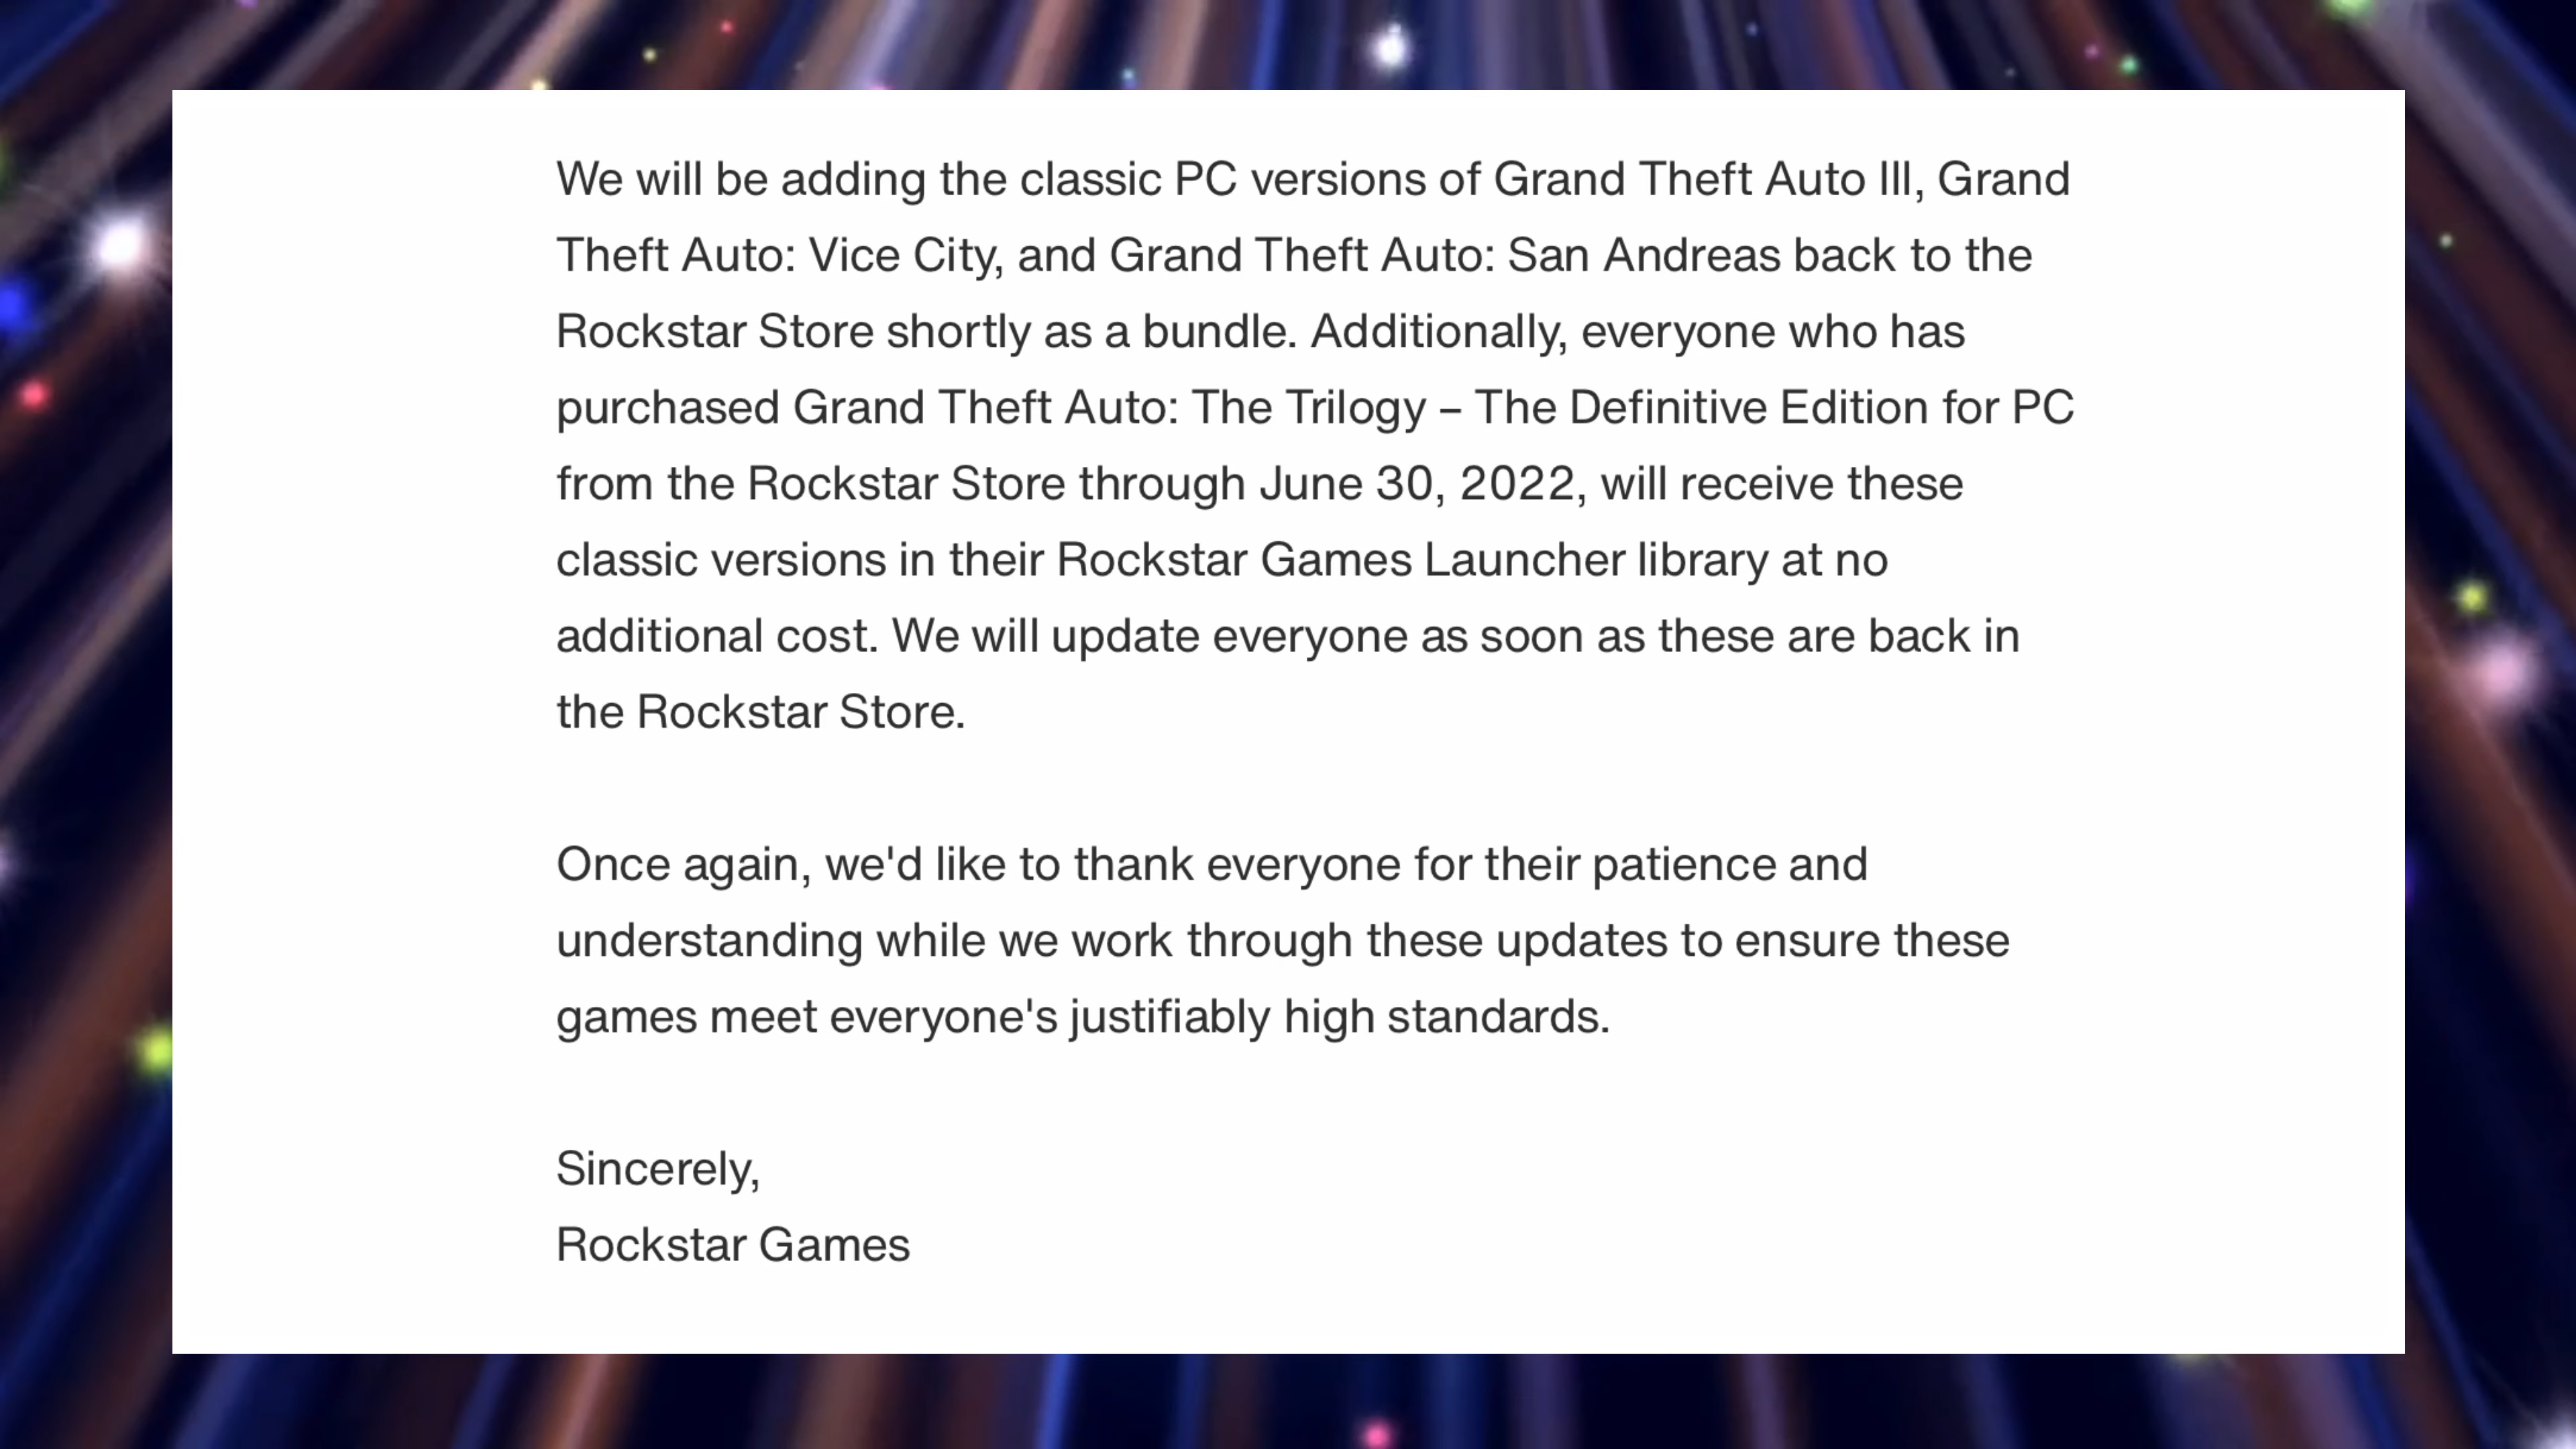 We will be adding the classic PC versions of Grand Theft Auto III, Grand
Theft Auto: Vice City, and Grand Theft Auto: San Andreas back to the
Rockstar Store shortly as a bundle. Additionally, everyone who has
purchased Grand Theft Auto: The Trilogy – The Definitive Edition for PC
from the Rockstar Store through June 30, 2022, will receive these
classic versions in their Rockstar Games Launcher library at no
additional cost. We will update everyone as soon as these are back in
the Rockstar Store.
Once again, we'd like to thank everyone for their patience and
understanding while we work through these updates to ensure these
games meet everyone's justifiably high standards.
Sincerely,
Rockstar Games